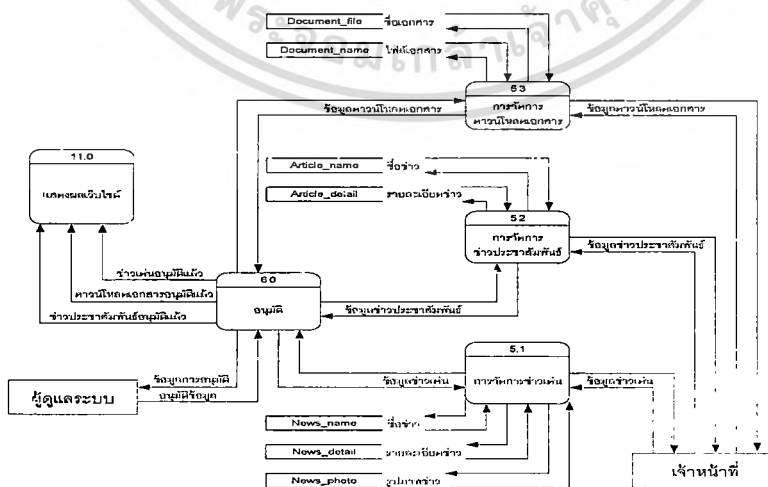 พระจอมเกล้าเจ้าคุณ
Document_file ชื่อเอกสาร
Document_name ไฟล์เอกสาร
5.3
การจัดการ
ดาวน์โหลดเอกสาร
ข้อมูลดาวน์โหลดเอกสาร
ข้อมูลดาวน์โหลดเอกสาร
11.0
แสดงผลเว็บไซต์
Article_name ชื่อข่าว
Article_detail รายละเอียดข่าว
5.2
การจัดการ
ข่าวประชาสัมพันธ์
ข้อมูลข่าวประชาสัมพันธ์
ข่าวเด่นอนุมัติแล้ว
ดาวน์โหลดเอกสารอนุมัติแล้ว
ข่าวประชาสัมพันธ์อนุมัติแล้ว
6.0
อนุมัติ
ข้อมูลข่าวประชาสัมพันธ์
5.1
การจัดการข่าวเด่น
ข้อมูลข่าวเด่น
ข้อมูลข่าวเด่น
ข้อมูลการอนุมัติ
อนุมัติข้อมูล
ผู้ดูแลระบบ
News_name ชื่อข่าว
News_detail รายละเอียดข่าว
News_photo รูปภาพข่าว
เจ้าหน้าที่